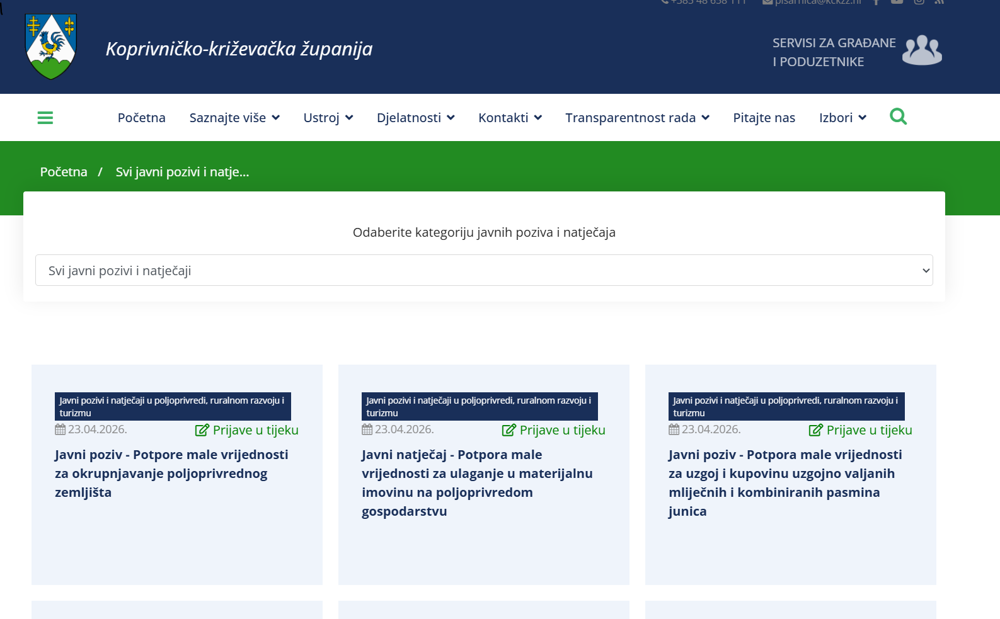 +385 48 658 111 pisarnica@kckzz.hr
Koprivničko-križevačka županija
SERVISI ZA GRAĐANE
I PODUZETNIKE
Početna Saznajte više Ustroj Djelatnosti Kontakti Transparentnost rada Pitajte nas Izbori
Početna / Svi javni pozivi i natje...
Odaberite kategoriju javnih poziva i natječaja
Svi javni pozivi i natječaji
Javni pozivi i natječaji u poljoprivredi, ruralnom razvoju i
turizmu
23.04.2026. Prijave u tijeku
Javni poziv - Potpore male vrijednosti
za okrupnjavanje poljoprivrednog
zemljišta
Javni pozivi i natječaji u poljoprivredi, ruralnom razvoju i
turizmu
23.04.2026. Prijave u tijeku
Javni natječaj - Potpora male
vrijednosti za ulaganje u materijalnu
imovinu na poljoprivredom
gospodarstvu
Javni pozivi i natječaji u poljoprivredi, ruralnom razvoju i
turizmu
23.04.2026. Prijave u tijeku
Javni poziv - Potpora male vrijednosti
za uzgoj i kupovinu uzgojno valjanih
mliječnih i kombiniranih pasmina
junica